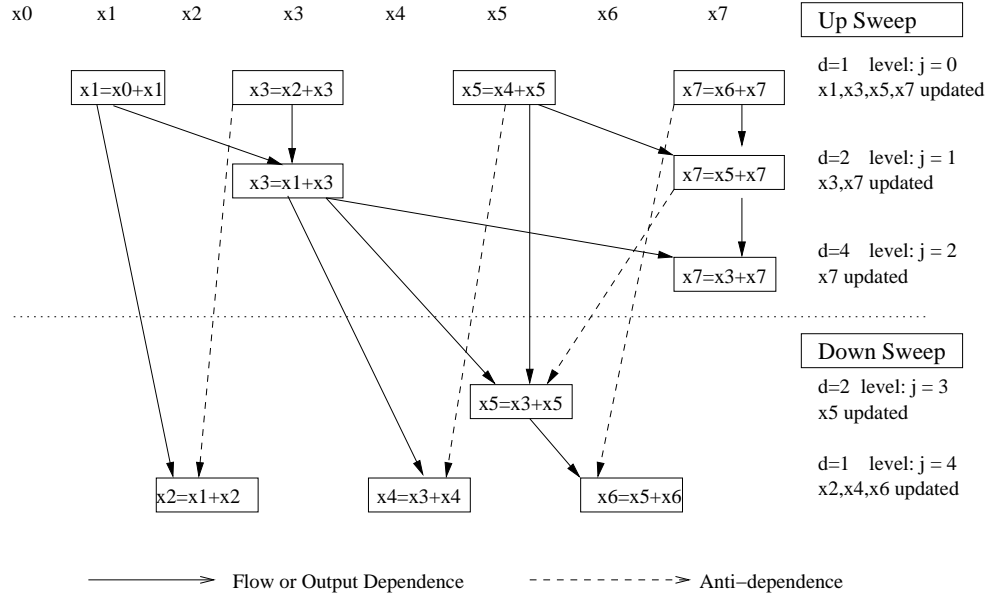 x0 x1 x2 x3 x4 x5 x6 x7
Up Sweep
d=1 level: j = 0
x1,x3,x5,x7 updated
x1=x0+x1
x3=x2+x3
x5=x4+x5
x7=x6+x7
d=2 level: j = 1
x3,x7 updated
x3=x1+x3
x7=x5+x7
d=4 level: j = 2
x7 updated
x7=x3+x7
Down Sweep
d=2 level: j = 3
x5 updated
x5=x3+x5
d=1 level: j = 4
x2,x4,x6 updated
x2=x1+x2
x4=x3+x4
x6=x5+x6
Flow or Output Dependence
Anti−dependence